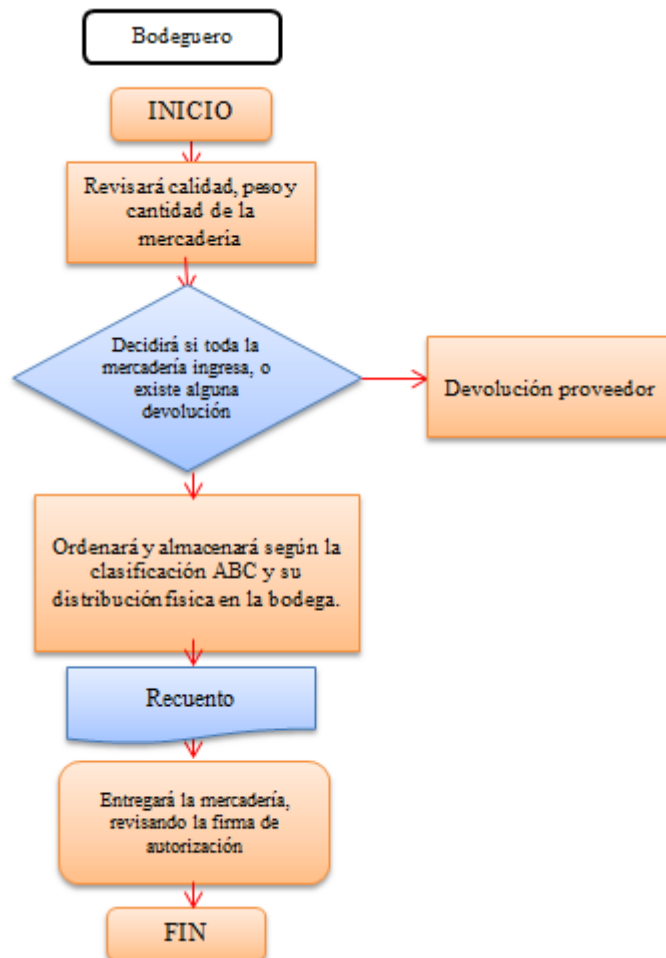 Bodeguero
INICIO
Revisará calidad, peso y
cantidad de la
mercadería
Decidirá si toda la
mercadería ingresa, o
existe alguna
devolución
Devolución proveedor
Ordenará y almacenará según la
clasificación ABC y su
distribución física en la bodega.
Recuento
Entregará la mercadería,
revisando la firma de
autorización
FIN